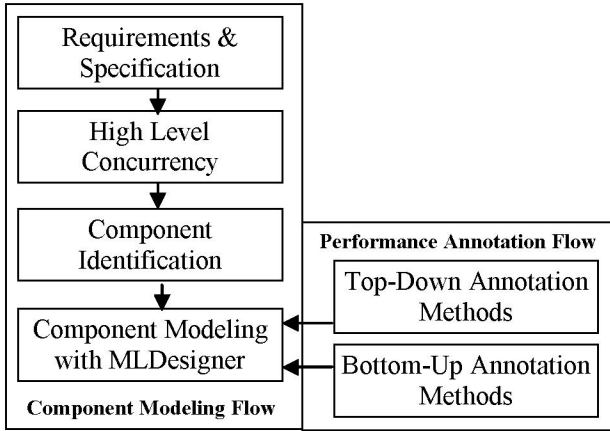 Requirements &
Specification
High Level
Concurrency
Component
Identification
Component Modeling
with MLDesigner
Component Modeling Flow
Performance Annotation Flow
Top-Down Annotation
Methods
Bottom-Up Annotation
Methods